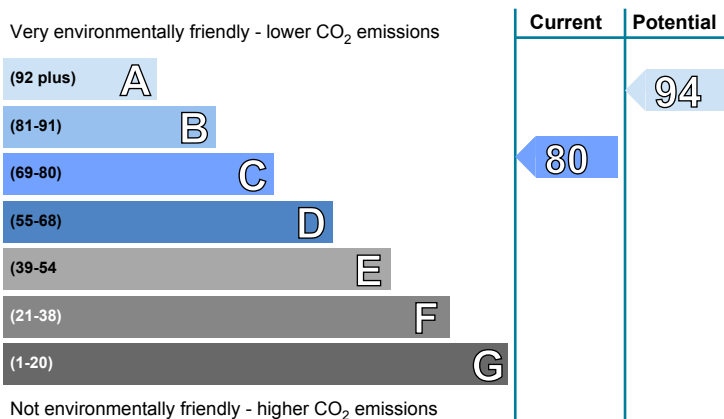 Very environmentally friendly - lower CO2 emissions
Current
Potential
(92 plus) A
(81-91) B
(69-80) C
(55-68) D
(39-54 E
(21-38) F
(1-20) G
80
94
Not environmentally friendly - higher CO2 emissions